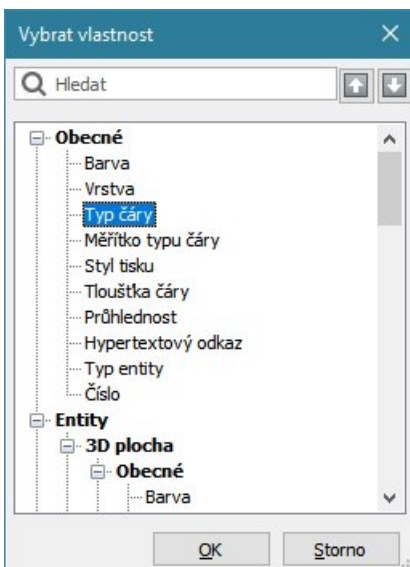 Vybrat vlastnost
Hledat
Obecné
Barva
Vrstva
Typ čáry
Měřítko typu čáry
Styl tisku
Tloušťka čáry
Průhlednost
Hypertextový odkaz
Typ entity
Číslo
Entity
3D plocha
Obecné
Barva
OK
Storno